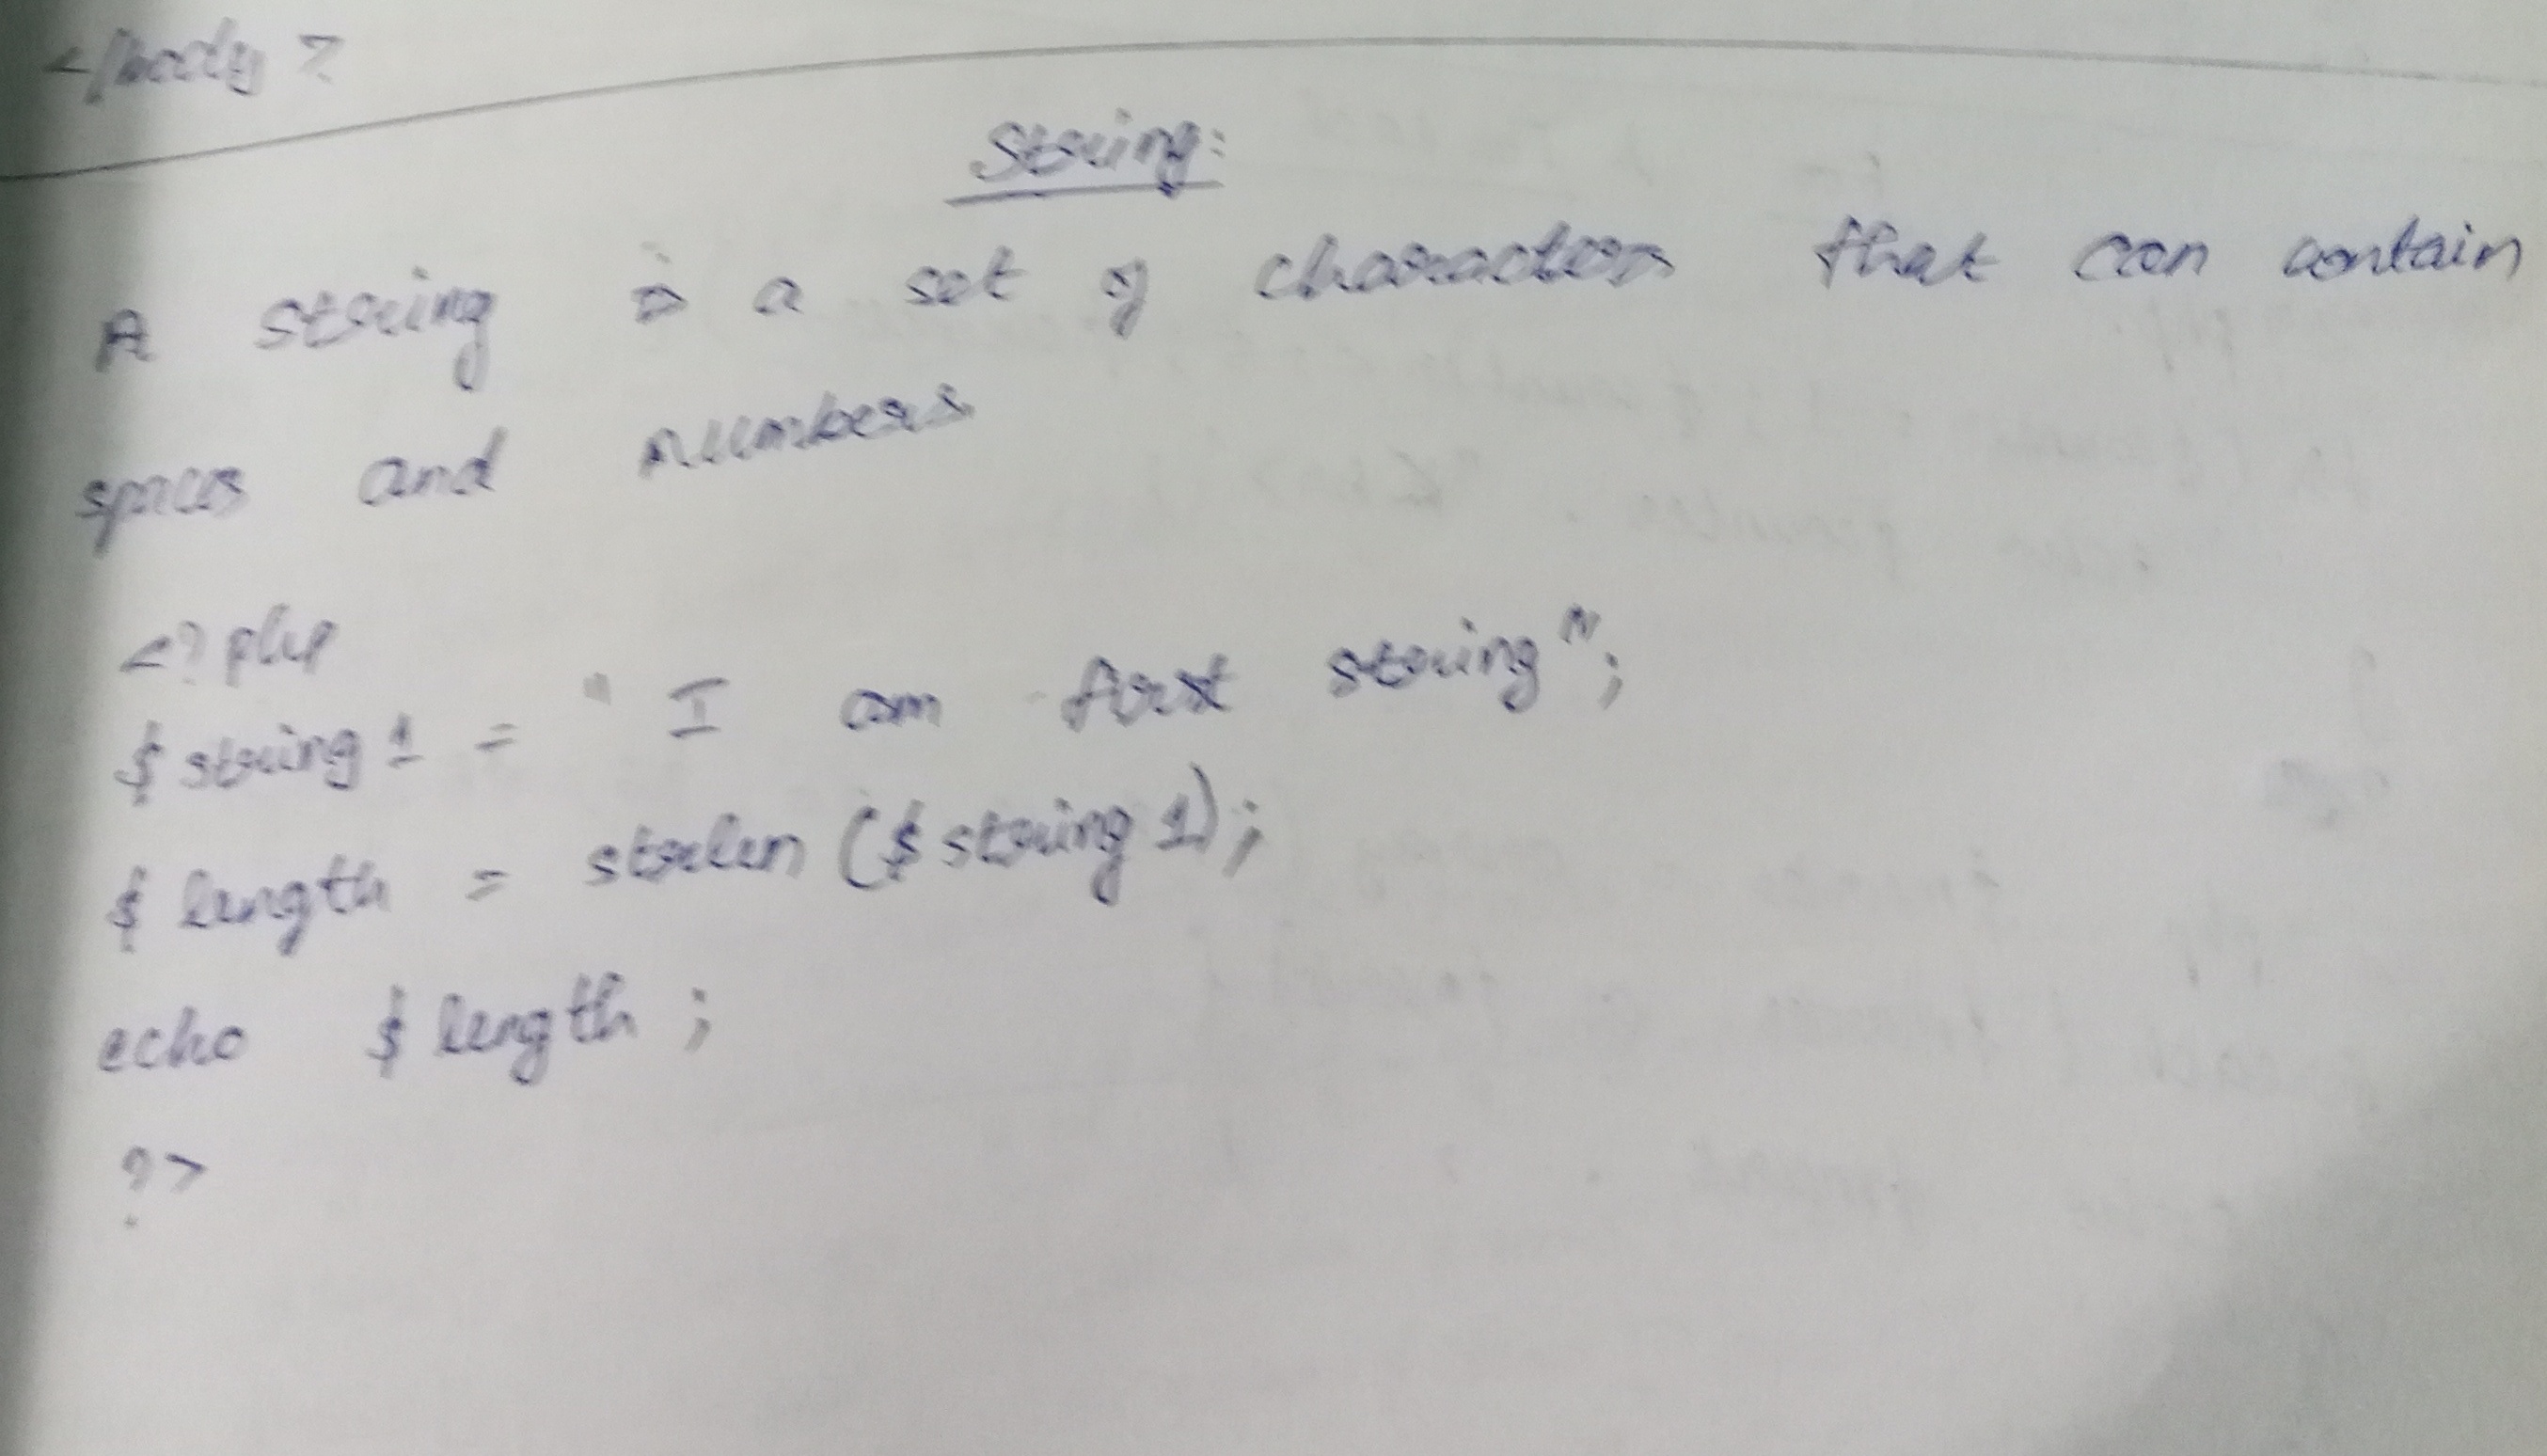 </body>
String:
A string is a set of characters that can contain
spaces and numbers
<?php
$string1 = "I am first string";
$length = strlen($string1);
echo $length;
?>